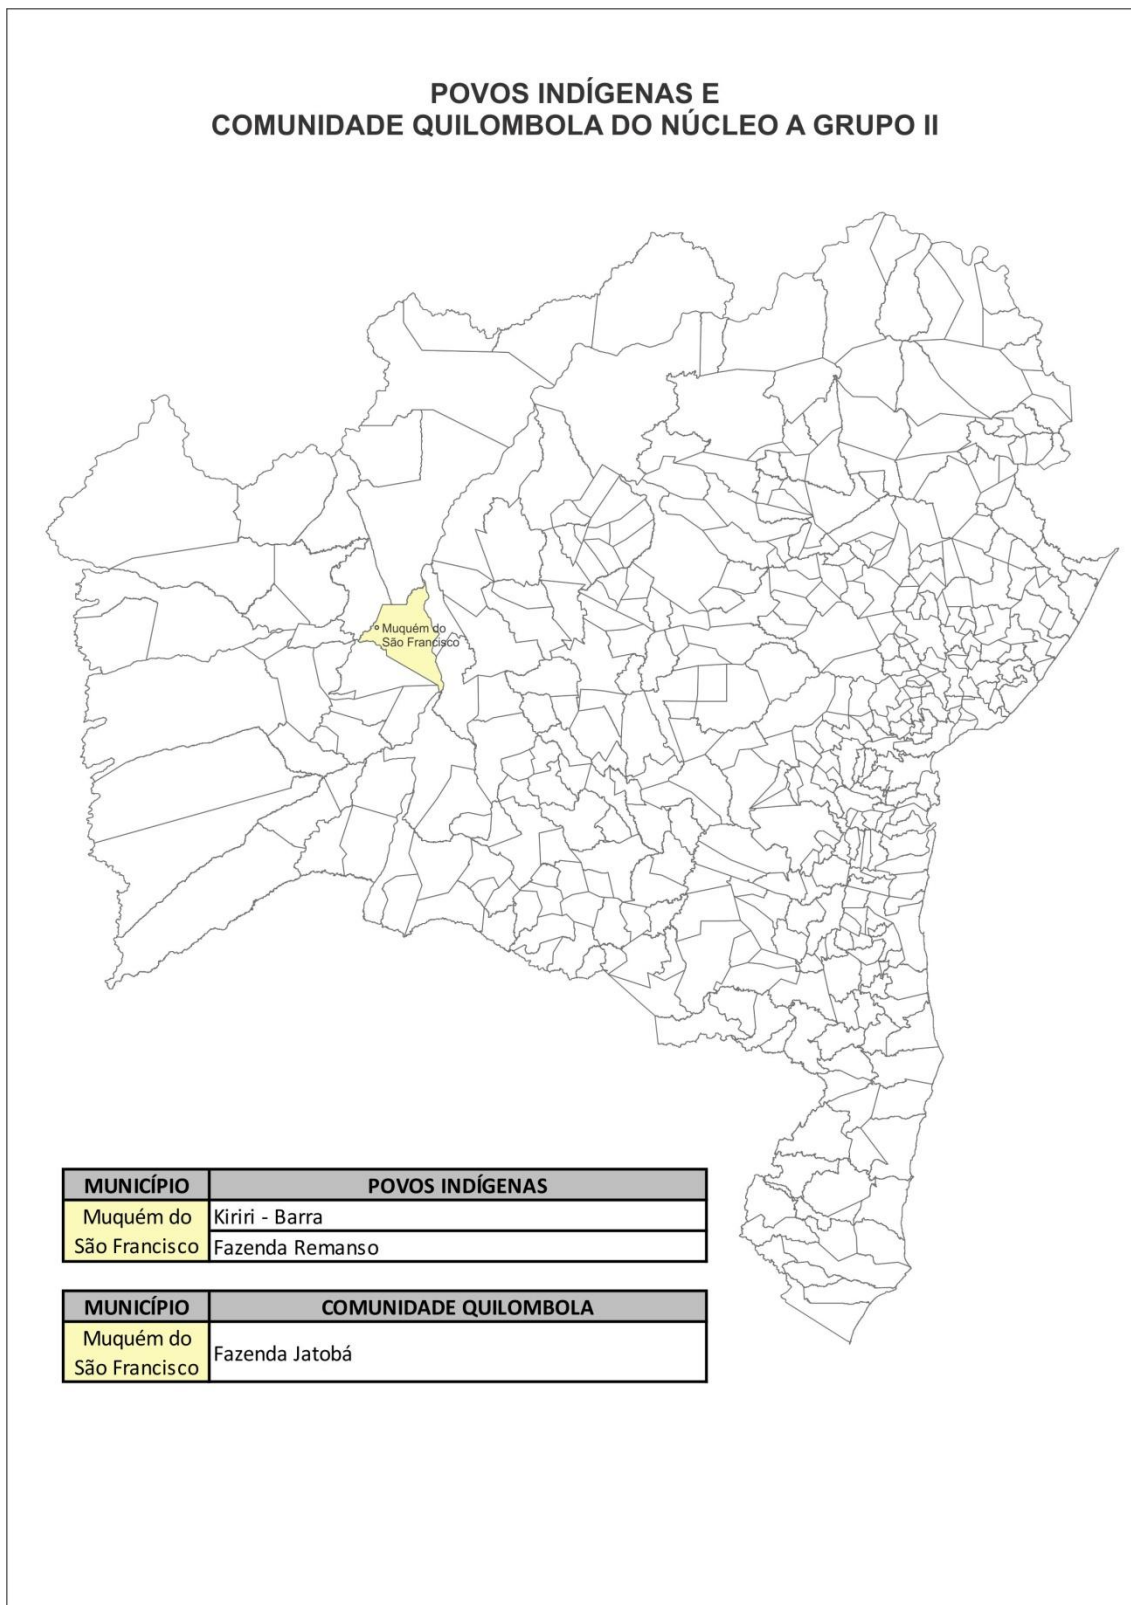 POVOS INDÍGENAS E
COMUNIDADE QUILOMBOLA DO NÚCLEO A GRUPO II
Muquém do
São Francisco
MUNICÍPIO POVOS INDÍGENAS
Muquém do
São Francisco
Kiriri - Barra
Fazenda Remanso
MUNICÍPIO COMUNIDADE QUILOMBOLA
Muquém do
São Francisco
Fazenda Jatobá